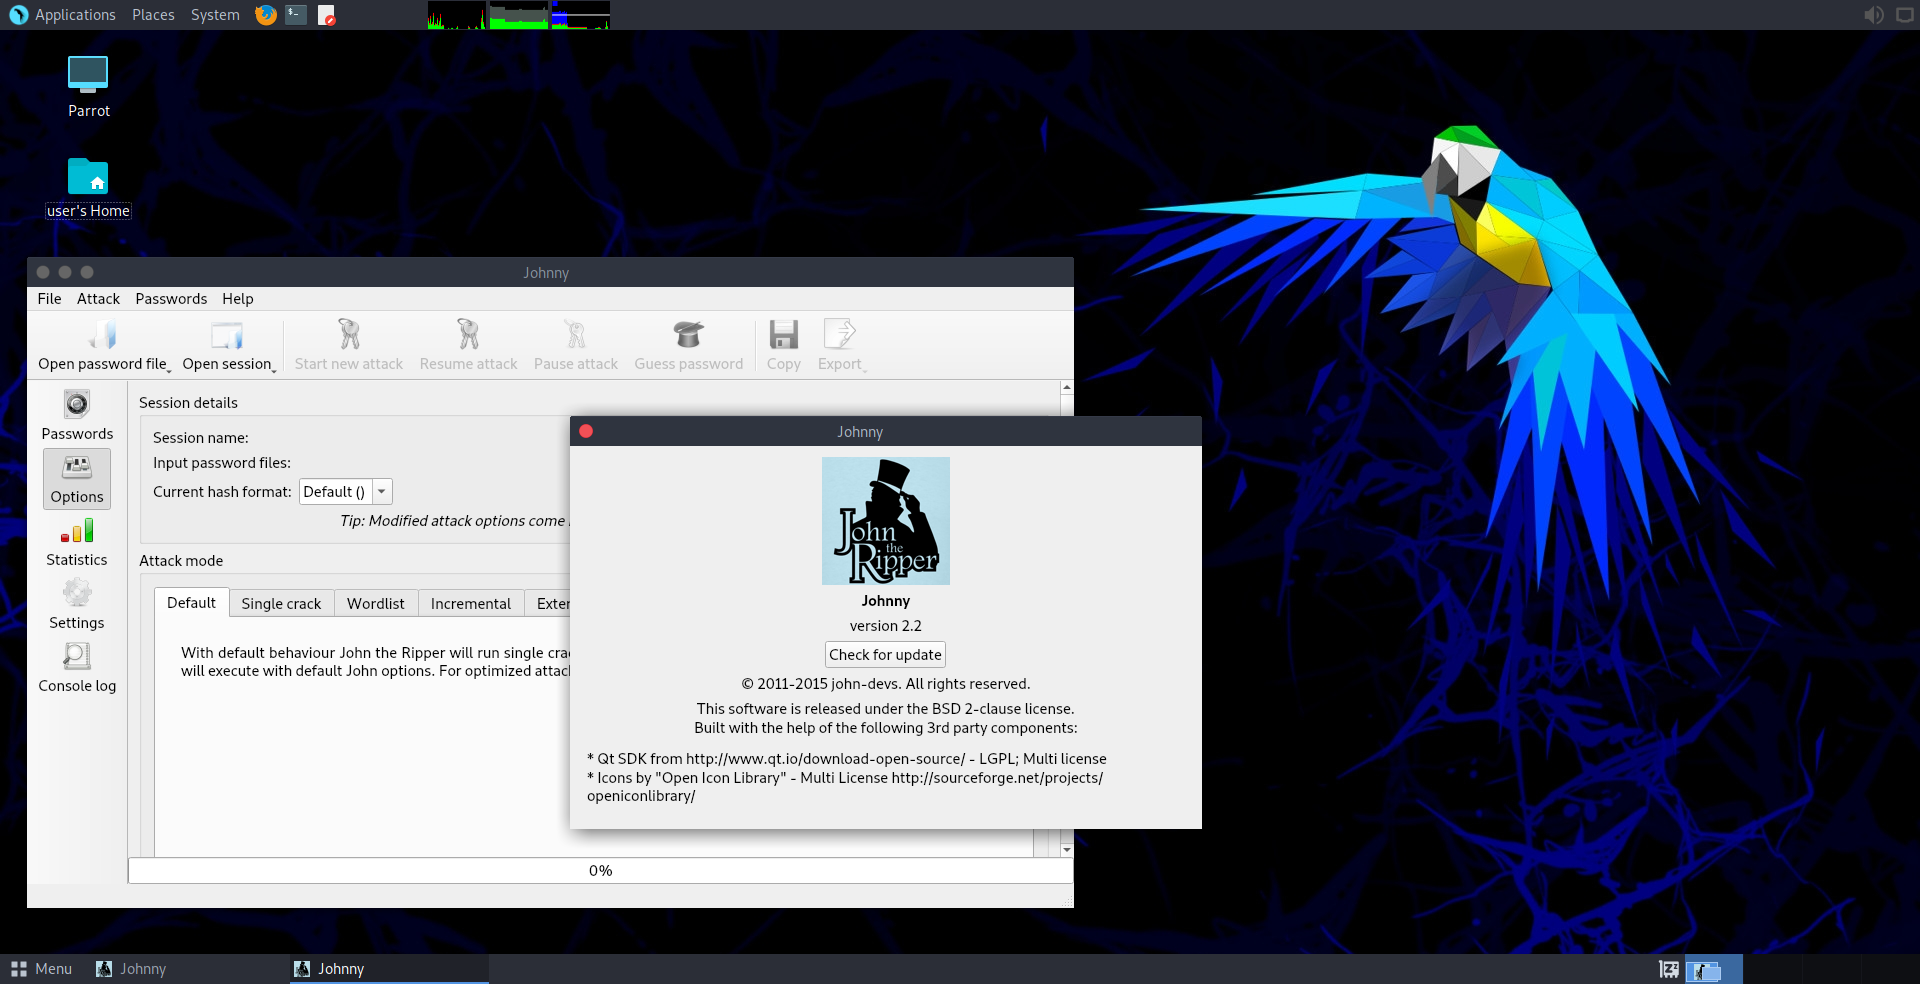 Applications Places System
Parrot
user's Home
Johnny
File Attack Passwords Help
Open password file Open session Start new attack Resume attack Pause attack Guess password Copy Export
Passwords
Options
Statistics
Settings
Console log
Session details
Session name:
Input password files:
Current hash format: Default ()
Tip: Modified attack options come
Attack mode
Default Single crack Wordlist Incremental
With default behaviour John the Ripper will run single
will execute with default John options. For optimized
0%
Johnny
John
the
Ripper
Johnny
version 2.2
Check for update
© 2011-2015 john-devs. All rights reserved.
This software is released under the BSD 2-clause license.
Built with the help of the following 3rd party components:
* Qt SDK from http://www.qt.io/download-open-source/ - LGPL; Multi license
* Icons by "Open Icon Library" - Multi License http://sourceforge.net/projects/
openiconlibrary/
Menu Johnny Johnny